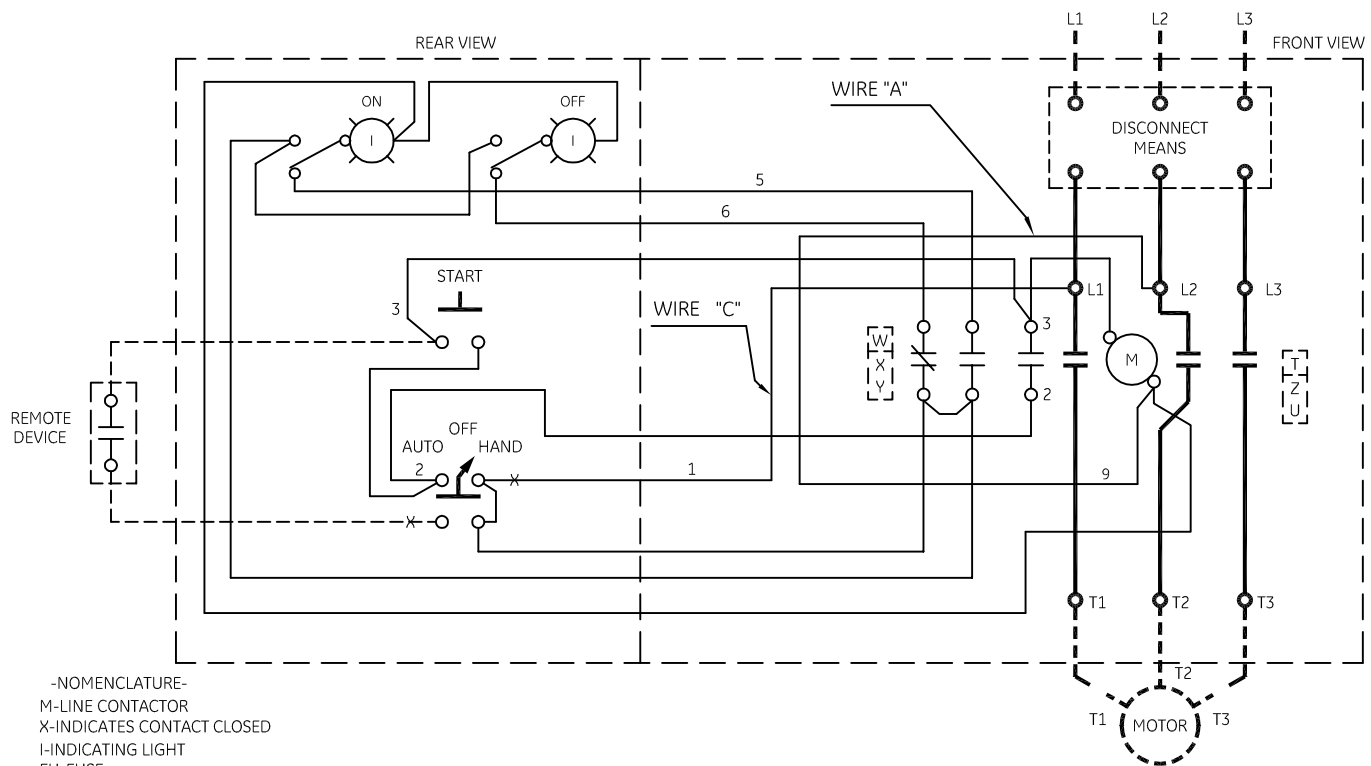 L1 L2 L3
REAR VIEW
FRONT VIEW
WIRE "A"
ON
OFF
I
I
DISCONNECT
MEANS
5
6
START
L1
L2
L3
3
WIRE "C"
3
W
X
Y
M
T
Z
U
2
REMOTE
DEVICE
OFF
AUTO
HAND
2
X
1
9
X
T1
T2
T3
T2
T1
MOTOR
T3
-NOMENCLATURE-
M-LINE CONTACTOR
X-INDICATES CONTACT CLOSED
I-INDICATING LIGHT